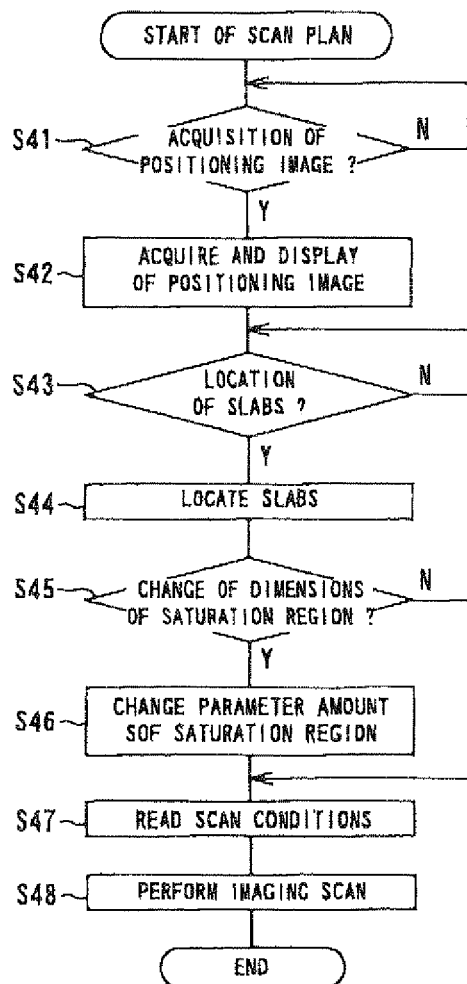 START OF SCAN PLAN
S41
ACQUISITION OF
POSITIONING IMAGE ?
N
Y
S42
ACQUIRE AND DISPLAY
OF POSITIONING IMAGE
S43
LOCATION
OF SLABS ?
N
Y
S44
LOCATE SLABS
S45
CHANGE OF DIMENSIONS
OF SATURATION REGION ?
N
Y
S46
CHANGE PARAMETER AMOUNT
SOF SATURATION REGION
S47
READ SCAN CONDITIONS
S48
PERFORM IMAGING SCAN
END